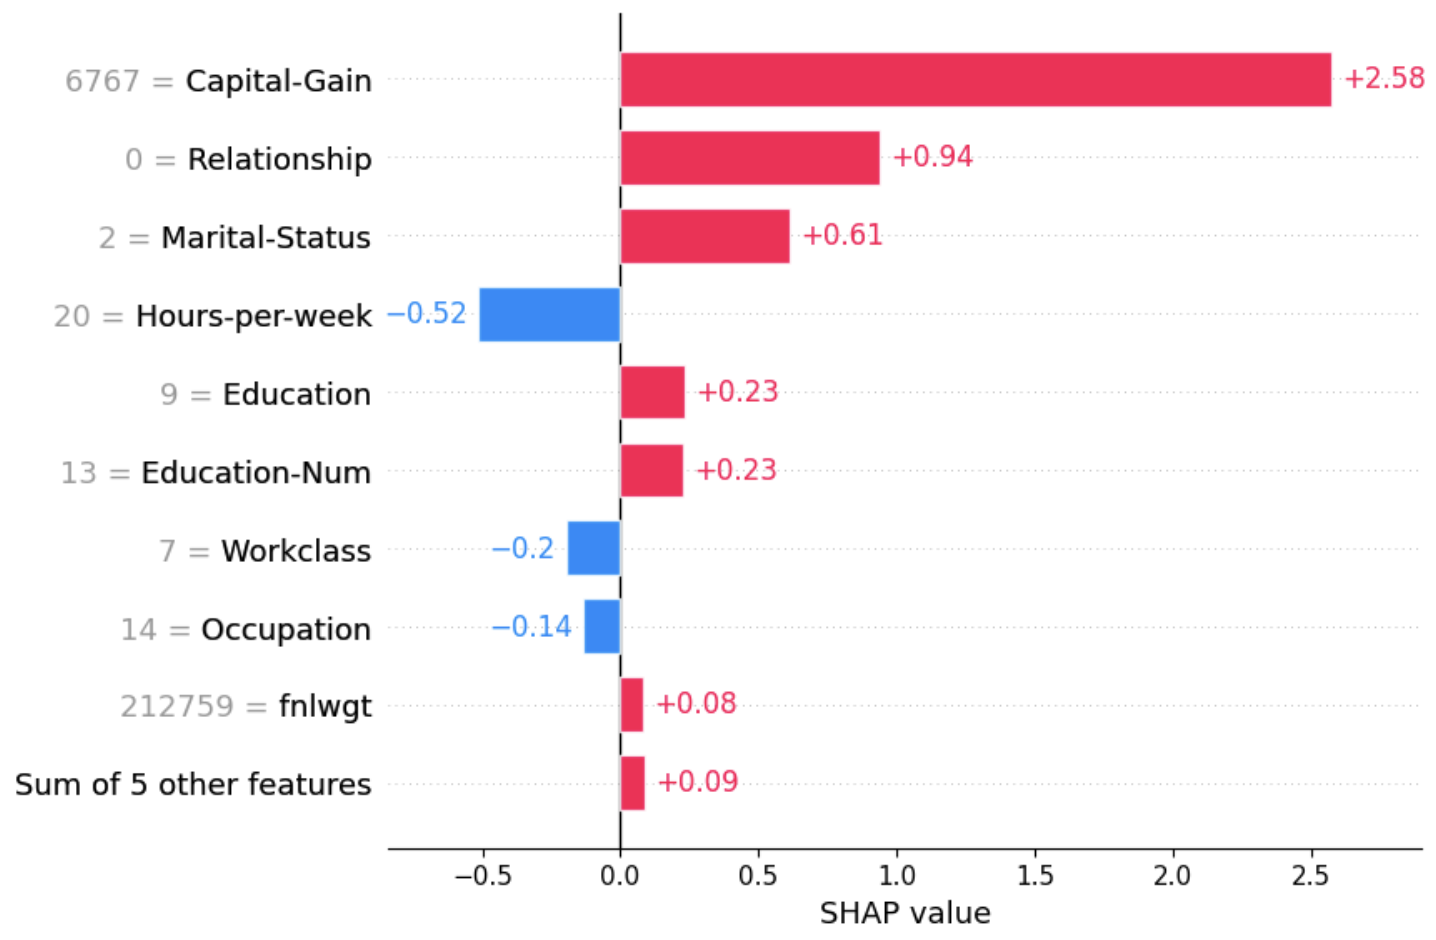 6767 = Capital-Gain +2.58
0 = Relationship +0.94
2 = Marital-Status +0.61
20 = Hours-per-week −0.52
9 = Education +0.23
13 = Education-Num +0.23
7 = Workclass −0.2
14 = Occupation −0.14
212759 = fnlwgt +0.08
Sum of 5 other features +0.09
−0.5 0.0 0.5 1.0 1.5 2.0 2.5
SHAP value